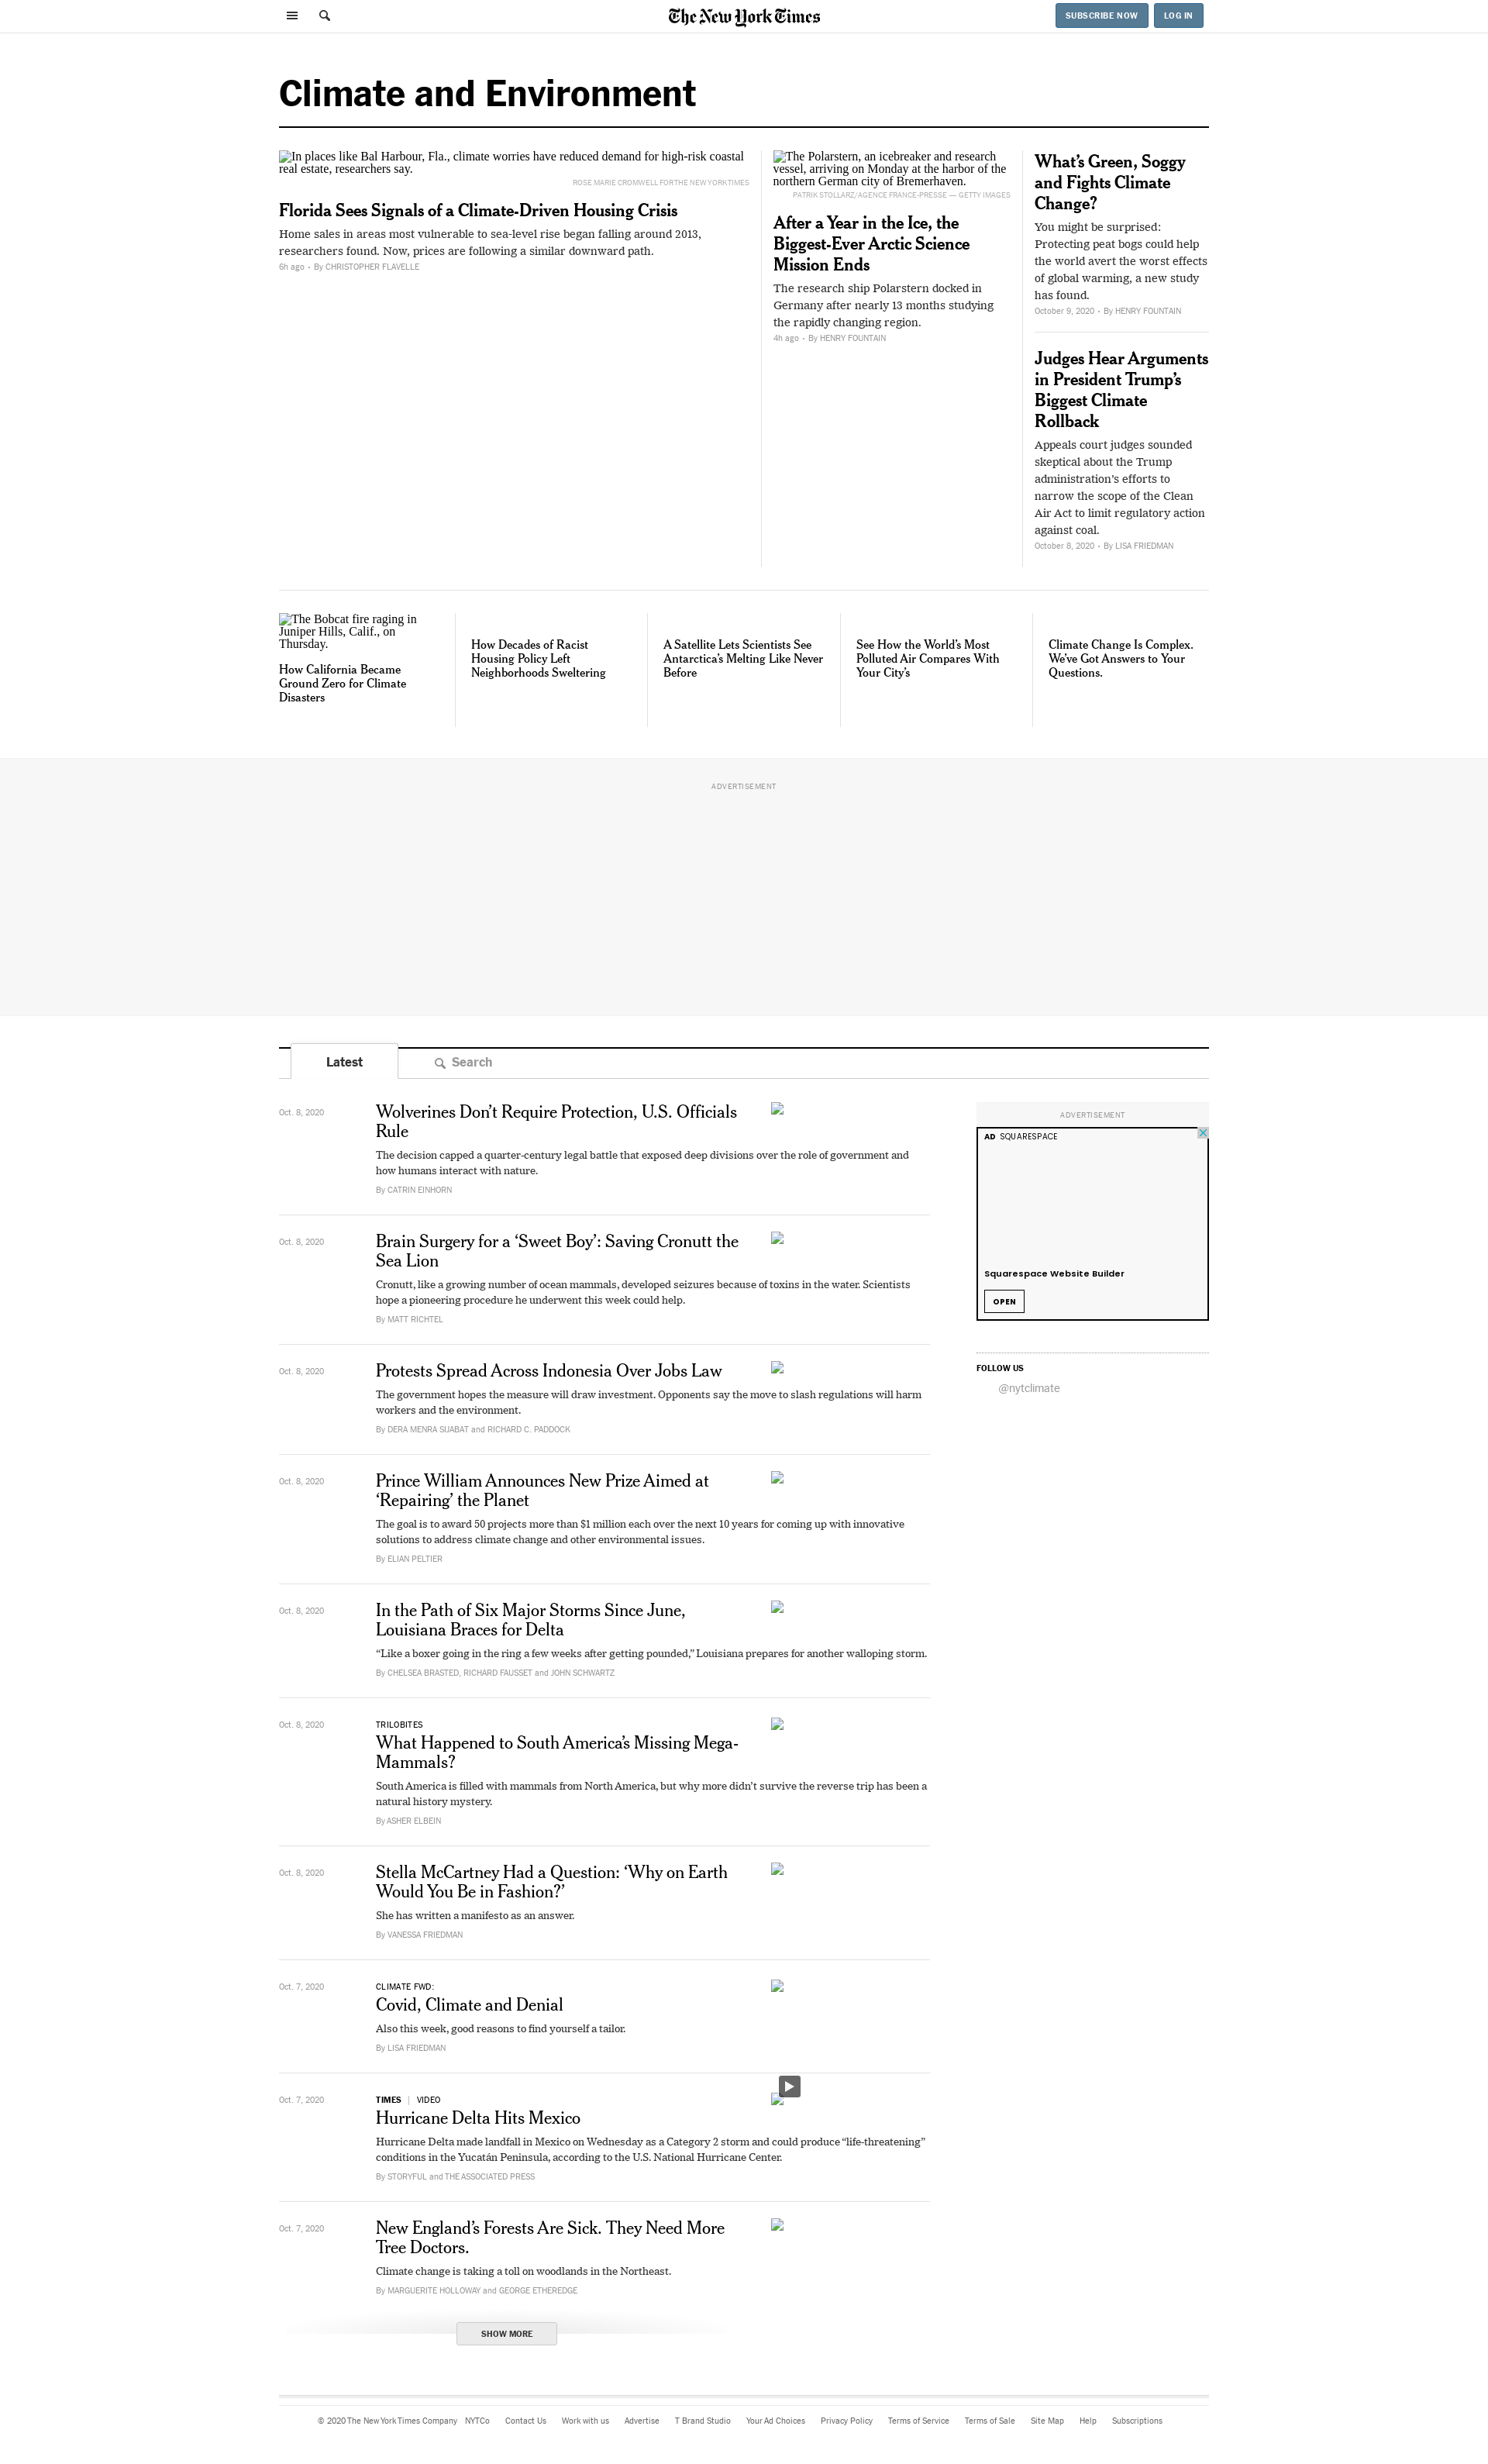 The New York Times
SUBSCRIBE NOW
LOG IN
Climate and Environment
In places like Bal Harbour, Fla., climate worries have reduced demand for high-risk coastal
real estate, researchers say.
ROSE MARIE CROMWELL FOR THE NEW YORK TIMES
Florida Sees Signals of a Climate-Driven Housing Crisis
Home sales in areas most vulnerable to sea-level rise began falling around 2013,
researchers found. Now, prices are following a similar downward path.
6h ago • By CHRISTOPHER FLAVELLE
The Polarstern, an icebreaker and research
vessel, arriving on Monday at the harbor of the
northern German city of Bremerhaven.
PATRIK STOLLARZ/AGENCE FRANCE-PRESSE — GETTY IMAGES
After a Year in the Ice, the
Biggest-Ever Arctic Science
Mission Ends
The research ship Polarstern docked in
Germany after nearly 13 months studying
the rapidly changing region.
4h ago • By HENRY FOUNTAIN
What’s Green, Soggy
and Fights Climate
Change?
You might be surprised:
Protecting peat bogs could help
the world avert the worst effects
of global warming, a new study
has found.
October 9, 2020 • By HENRY FOUNTAIN
Judges Hear Arguments
in President Trump’s
Biggest Climate
Rollback
Appeals court judges sounded
skeptical about the Trump
administration’s efforts to
narrow the scope of the Clean
Air Act to limit regulatory action
against coal.
October 8, 2020 • By LISA FRIEDMAN
The Bobcat fire raging in
Juniper Hills, Calif., on
Thursday.
How California Became
Ground Zero for Climate
Disasters
How Decades of Racist
Housing Policy Left
Neighborhoods Sweltering
A Satellite Lets Scientists See
Antarctica’s Melting Like Never
Before
See How the World’s Most
Polluted Air Compares With
Your City’s
Climate Change Is Complex.
We’ve Got Answers to Your
Questions.
ADVERTISEMENT
Latest
Search
Oct. 8, 2020
Wolverines Don’t Require Protection, U.S. Officials
Rule
The decision capped a quarter-century legal battle that exposed deep divisions over the role of government and
how humans interact with nature.
By CATRIN EINHORN
Oct. 8, 2020
Brain Surgery for a ‘Sweet Boy’: Saving Cronutt the
Sea Lion
Cronutt, like a growing number of ocean mammals, developed seizures because of toxins in the water. Scientists
hope a pioneering procedure he underwent this week could help.
By MATT RICHTEL
Oct. 8, 2020
Protests Spread Across Indonesia Over Jobs Law
The government hopes the measure will draw investment. Opponents say the move to slash regulations will harm
workers and the environment.
By DERA MENRA SIJABAT and RICHARD C. PADDOCK
Oct. 8, 2020
Prince William Announces New Prize Aimed at
‘Repairing’ the Planet
The goal is to award 50 projects more than $1 million each over the next 10 years for coming up with innovative
solutions to address climate change and other environmental issues.
By ELIAN PELTIER
Oct. 8, 2020
In the Path of Six Major Storms Since June,
Louisiana Braces for Delta
“Like a boxer going in the ring a few weeks after getting pounded,” Louisiana prepares for another walloping storm.
By CHELSEA BRASTED, RICHARD FAUSSET and JOHN SCHWARTZ
Oct. 8, 2020
TRILOBITES
What Happened to South America’s Missing Mega-
Mammals?
South America is filled with mammals from North America, but why more didn’t survive the reverse trip has been a
natural history mystery.
By ASHER ELBEIN
Oct. 8, 2020
Stella McCartney Had a Question: ‘Why on Earth
Would You Be in Fashion?’
She has written a manifesto as an answer.
By VANESSA FRIEDMAN
Oct. 7, 2020
CLIMATE FWD:
Covid, Climate and Denial
Also this week, good reasons to find yourself a tailor.
By LISA FRIEDMAN
Oct. 7, 2020
TIMES | VIDEO
Hurricane Delta Hits Mexico
Hurricane Delta made landfall in Mexico on Wednesday as a Category 2 storm and could produce “life-threatening”
conditions in the Yucatán Peninsula, according to the U.S. National Hurricane Center.
By STORYFUL and THE ASSOCIATED PRESS
Oct. 7, 2020
New England’s Forests Are Sick. They Need More
Tree Doctors.
Climate change is taking a toll on woodlands in the Northeast.
By MARGUERITE HOLLOWAY and GEORGE ETHEREDGE
SHOW MORE
ADVERTISEMENT
AD SQUARESPACE
Squarespace Website Builder
OPEN
FOLLOW US
@nytclimate
© 2020 The New York Times Company NYTCo Contact Us Work with us Advertise T Brand Studio Your Ad Choices Privacy Policy Terms of Service Terms of Sale Site Map Help Subscriptions